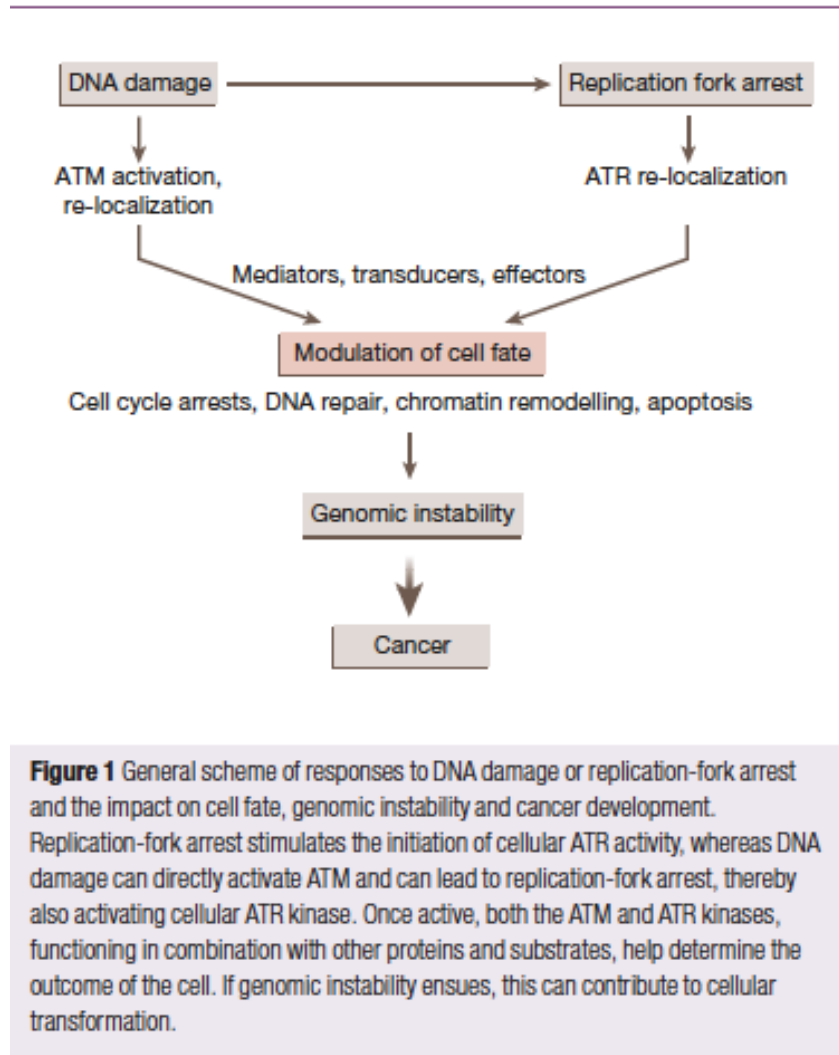 DNA damage
Replication fork arrest
ATM activation,
re-localization
ATR re-localization
Mediators, transducers, effectors
Modulation of cell fate
Cell cycle arrests, DNA repair, chromatin remodelling, apoptosis
Genomic instability
Cancer
Figure 1 General scheme of responses to DNA damage or replication-fork arrest
and the impact on cell fate, genomic instability and cancer development.
Replication-fork arrest stimulates the initiation of cellular ATR activity, whereas DNA
damage can directly activate ATM and can lead to replication-fork arrest, thereby
also activating cellular ATR kinase. Once active, both the ATM and ATR kinases,
functioning in combination with other proteins and substrates, help determine the
outcome of the cell. If genomic instability ensues, this can contribute to cellular
transformation.